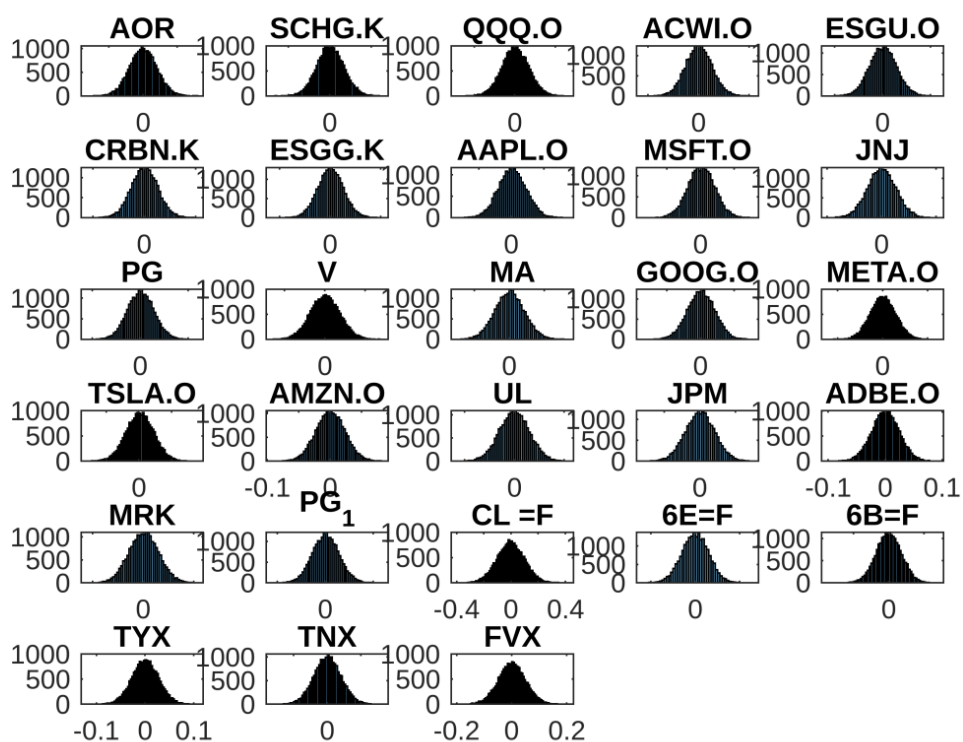 AOR SCHG.K QQQ.O ACWI.O ESGU.O
1000 1000 1000 1000 1000
500 500 500 500 500
0 0 0 0 0
0 0 0 0 0
CRBN.K ESGG.K AAPL.O MSFT.O JNJ
1000 1000 1000 1000 1000
500 500 500 500 500
0 0 0 0 0
0 0 0 0 0
PG V MA GOOG.O META.O
1000 1000 1000 1000 1000
500 500 500 500 500
0 0 0 0 0
0 0 0 0 0
TSLA.O AMZN.O UL JPM ADBE.O
1000 1000 1000 1000 1000
500 500 500 500 500
0 0 0 0 0
0 -0.1 0 0 0 -0.1 0 0.1
MRK PG1 CL =F 6E=F 6B=F
1000 1000 1000 1000 1000
500 500 500 500 500
0 0 0 0 0
0 0 -0.4 0 0.4 0 0
TYX TNX FVX
1000 1000 1000
500 500 500
0 0 0
-0.1 0 0.1 0 -0.2 0 0.2